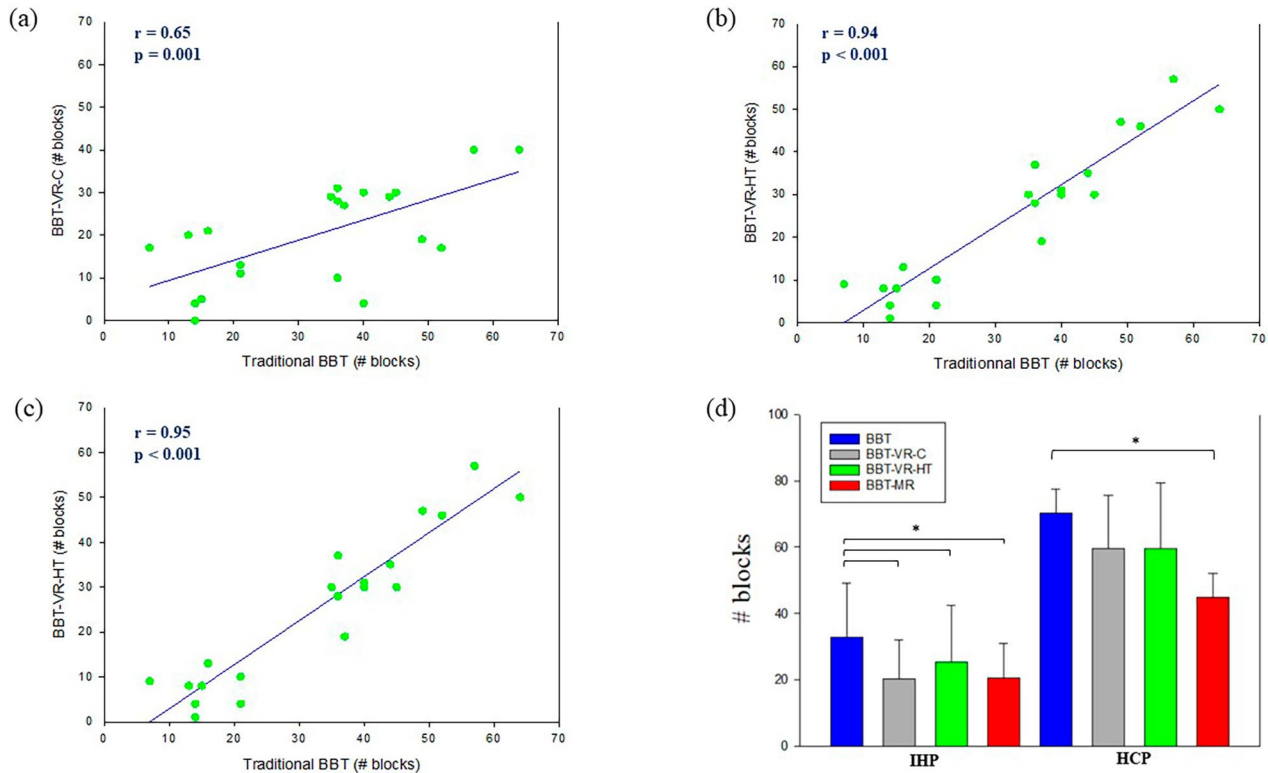 (a)
r = 0.65
p = 0.001
70
60
50
40
30
20
10
0
BBT-VR-C (# blocks)
0 10 20 30 40 50 60 70
Traditional BBT (# blocks)
(b)
r = 0.94
p < 0.001
70
60
50
40
30
20
10
0
BBT-VR-HT (# blocks)
0 10 20 30 40 50 60 70
Traditionnal BBT (# blocks)
(c)
r = 0.95
p < 0.001
70
60
50
40
30
20
10
0
BBT-VR-HT (# blocks)
0 10 20 30 40 50 60 70
Traditional BBT (# blocks)
(d)
100
80
60
40
20
0
# blocks
BBT
BBT-VR-C
BBT-VR-HT
BBT-MR
*
*
IHP HCP